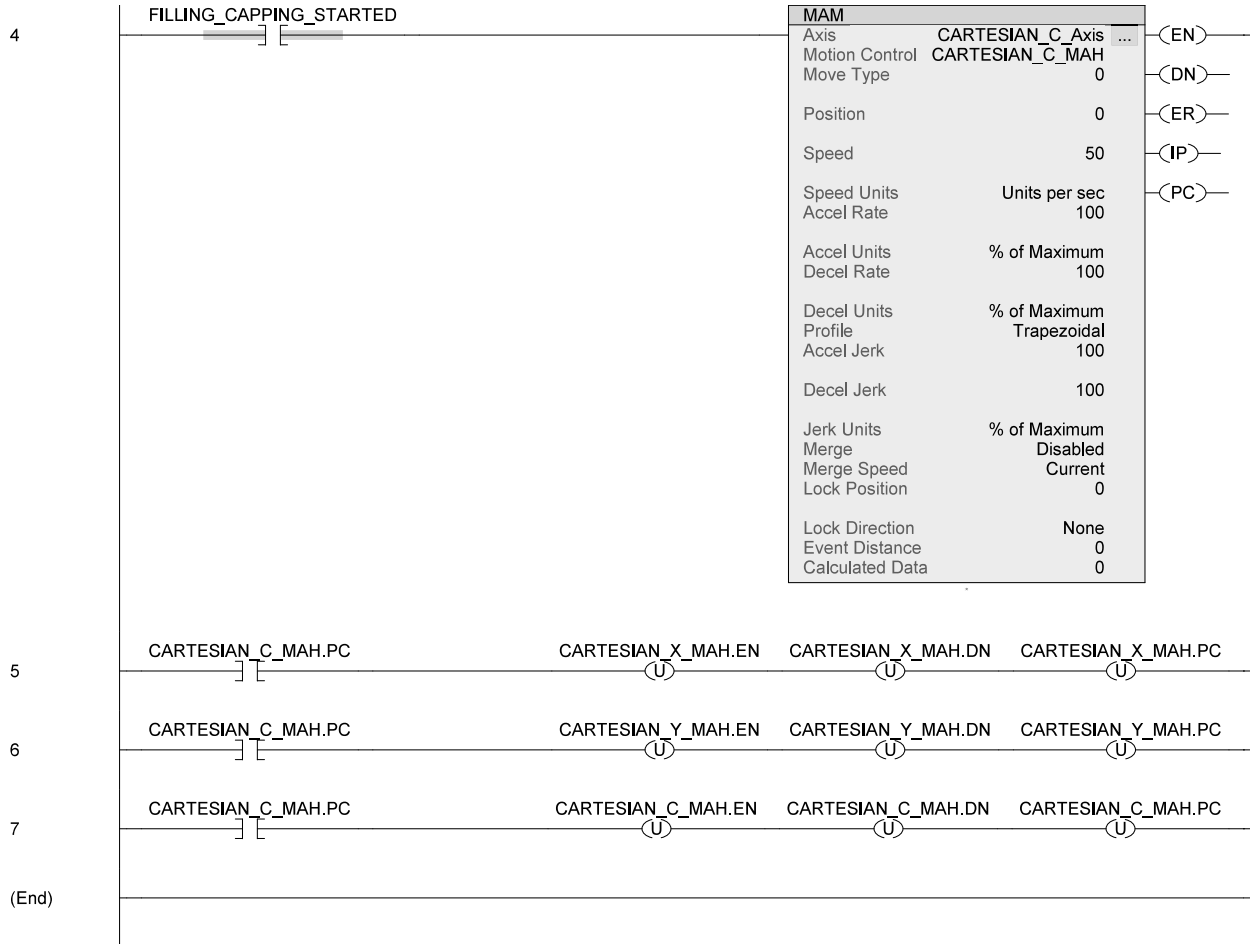 FILLING_CAPPING_STARTED
4
MAM
Axis CARTESIAN_C_Axis ...
Motion Control CARTESIAN_C_MAH
Move Type 0
Position 0
Speed 50
Speed Units Units per sec
Accel Rate 100
Accel Units % of Maximum
Decel Rate 100
Decel Units % of Maximum
Profile Trapezoidal
Accel Jerk 100
Decel Jerk 100
Jerk Units % of Maximum
Merge Disabled
Merge Speed Current
Lock Position 0
Lock Direction None
Event Distance 0
Calculated Data 0
EN
DN
ER
IP
PC
CARTESIAN_C_MAH.PC CARTESIAN_X_MAH.EN CARTESIAN_X_MAH.DN CARTESIAN_X_MAH.PC
5 U U U
CARTESIAN_C_MAH.PC CARTESIAN_Y_MAH.EN CARTESIAN_Y_MAH.DN CARTESIAN_Y_MAH.PC
6 U U U
CARTESIAN_C_MAH.PC CARTESIAN_C_MAH.EN CARTESIAN_C_MAH.DN CARTESIAN_C_MAH.PC
7 U U U
(End)